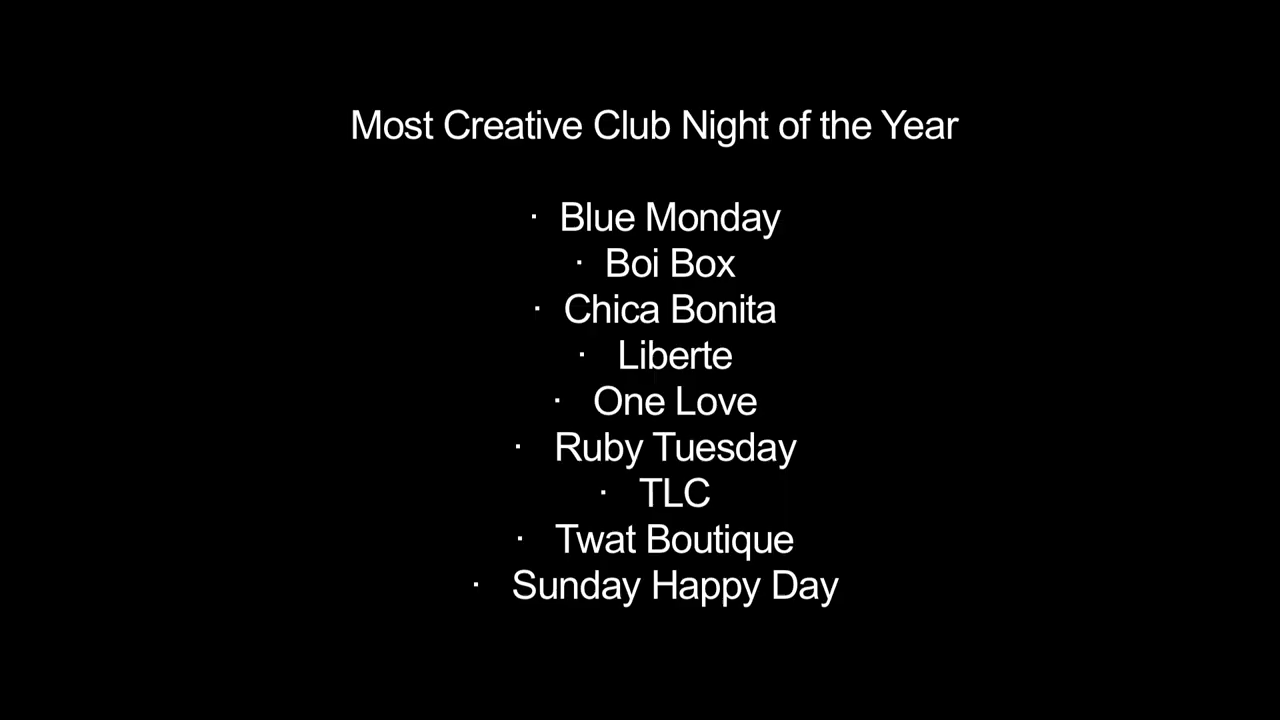 Most Creative Club Night of the Year
· Blue Monday
· Boi Box
· Chica Bonita
· Liberte
· One Love
· Ruby Tuesday
· TLC
· Twat Boutique
· Sunday Happy Day